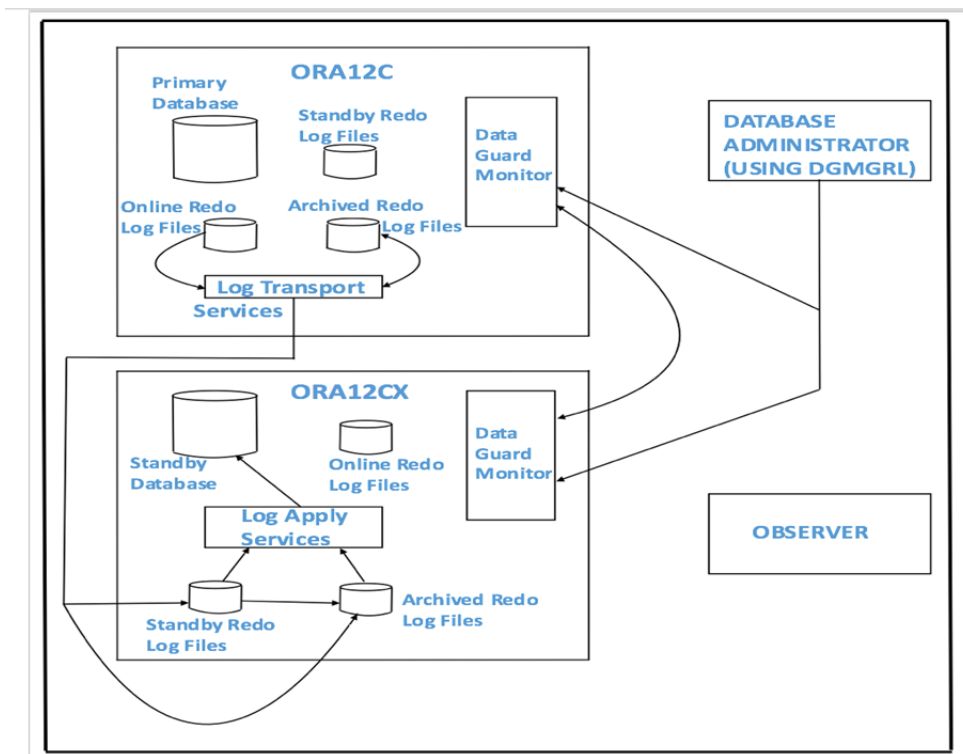 ORA12C
Primary
Database
Standby Redo
Log Files
Data
Guard
Monitor
Online Redo
Log Files
Archived Redo
Log Files
Log Transport
Services
DATABASE
ADMINISTRATOR
(USING DGMGRL)
ORA12CX
Standby
Database
Online Redo
Log Files
Data
Guard
Monitor
Log Apply
Services
Standby Redo
Log Files
Archived Redo
Log Files
OBSERVER